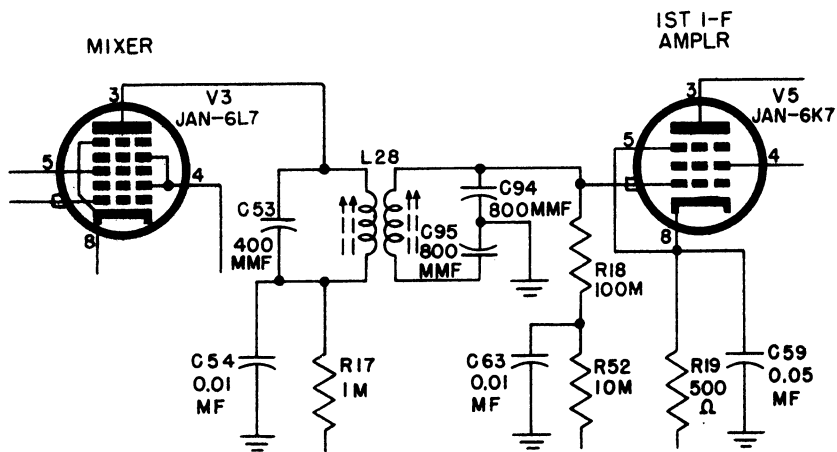 MIXER
1ST I-F
AMPLR
3
V3
JAN-6L7
5
4
8
3
V5
JAN-6K7
5
4
8
L28
C53
400
MMF
C94
800MMF
C95
800
MMF
R18
100M
C54
0.01
MF
R17
1M
C63
0.01
MF
R52
10M
R19
500
Ω
C59
0.05
MF